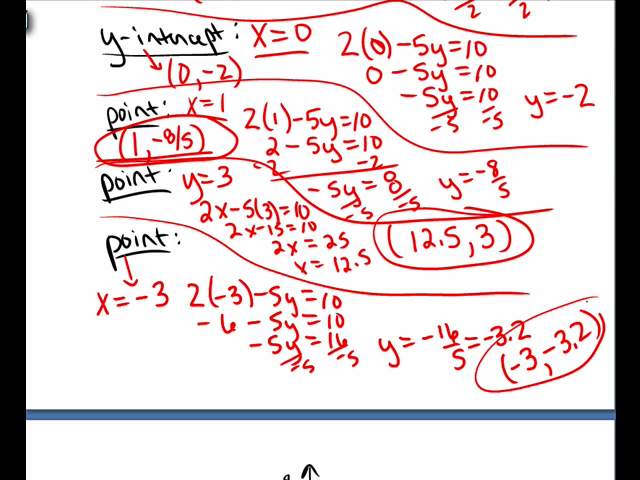 2 2
y-intercept: x=0 2(0)-5y=10
(0,-2) 0-5y=10
-5y=10 y=-2
-5 -5
point: x=1 2(1)-5y=10
(1,-8/5) 2-5y=10
-2 -2
-5y=8 y=-8/5
-5 -5
point: y=3
2x-5(3)=10
2x-15=10
2x=25
x=12.5 (12.5,3)
point:
x=-3 2(-3)-5y=10
-6-5y=10
-5y=16 y=-16/5=-3.2
-5 -5
(-3,-3.2)